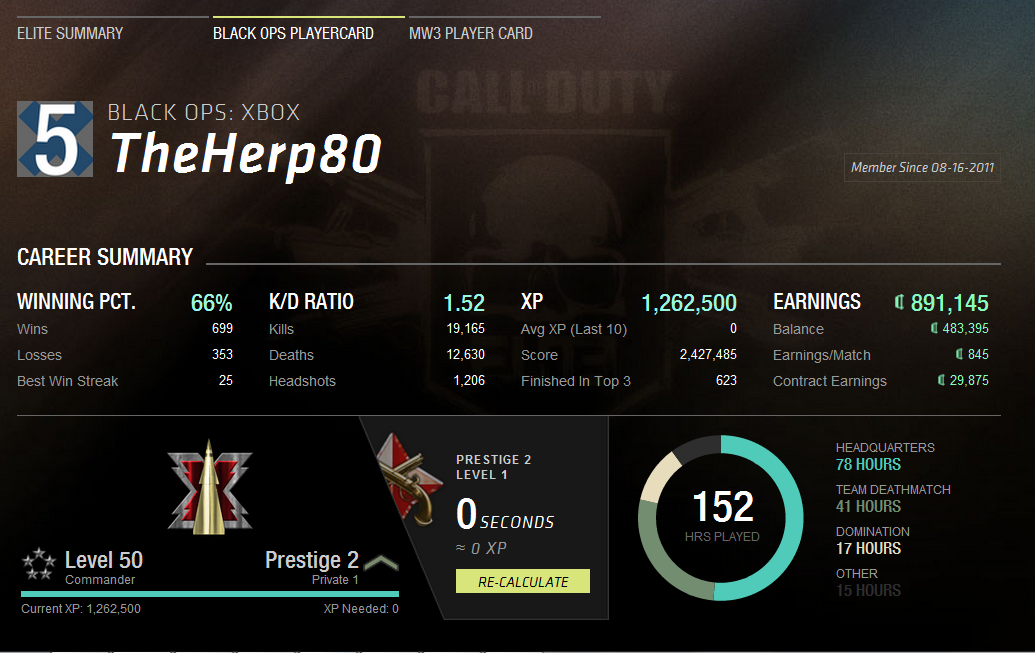 ELITE SUMMARY BLACK OPS PLAYERCARD MW3 PLAYER CARD
CALL OF DUTY
5
BLACK OPS: XBOX
TheHerp80
Member Since 08-16-2011
CAREER SUMMARY
WINNING PCT. 66% K/D RATIO 1.52 XP 1,262,500 EARNINGS 891,145
Wins 699 Kills 19,165 Avg XP (Last 10) 0 Balance 483,395
Losses 353 Deaths 12,630 Score 2,427,485 Earnings/Match 845
Best Win Streak 25 Headshots 1,206 Finished In Top 3 623 Contract Earnings 29,875
Level 50
Commander
Prestige 2
Private 1
Current XP: 1,262,500 XP Needed: 0
PRESTIGE 2
LEVEL 1
0 SECONDS
≈ 0 XP
RE-CALCULATE
152
HRS PLAYED
HEADQUARTERS
78 HOURS
TEAM DEATHMATCH
41 HOURS
DOMINATION
17 HOURS
OTHER
15 HOURS